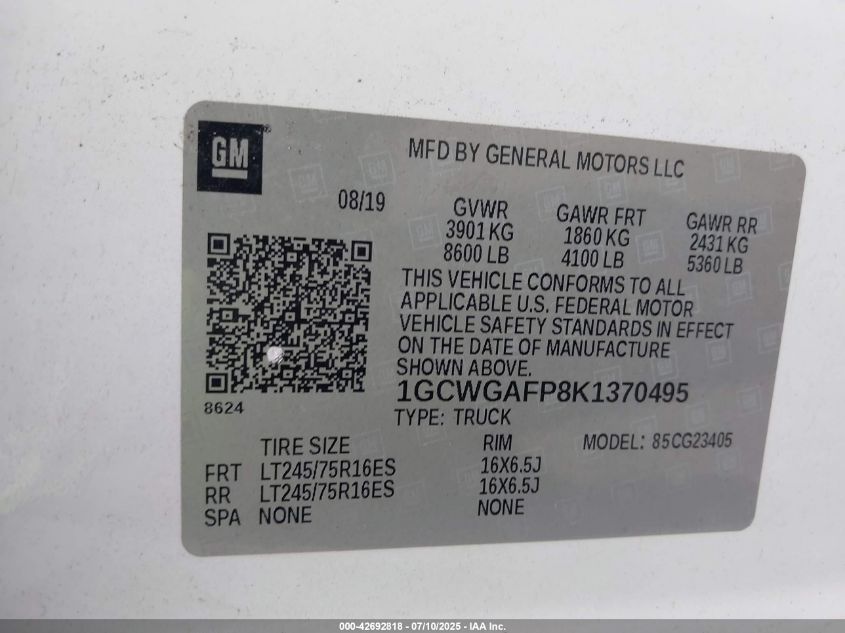 GM
MFD BY GENERAL MOTORS LLC
08/19
GVWR
3901 KG
8600 LB
GAWR FRT
1860 KG
4100 LB
GAWR RR
2431 KG
5360 LB
THIS VEHICLE CONFORMS TO ALL
APPLICABLE U.S. FEDERAL MOTOR
VEHICLE SAFETY STANDARDS IN EFFECT
ON THE DATE OF MANUFACTURE
SHOWN ABOVE.
8624
1GCWGAFP8K1370495
TYPE: TRUCK
TIRE SIZE RIM MODEL: 85CG23405
FRT LT245/75R16ES 16X6.5J
RR LT245/75R16ES 16X6.5J
SPA NONE NONE
000-42692818 - 07/10/2025 - IAA Inc.